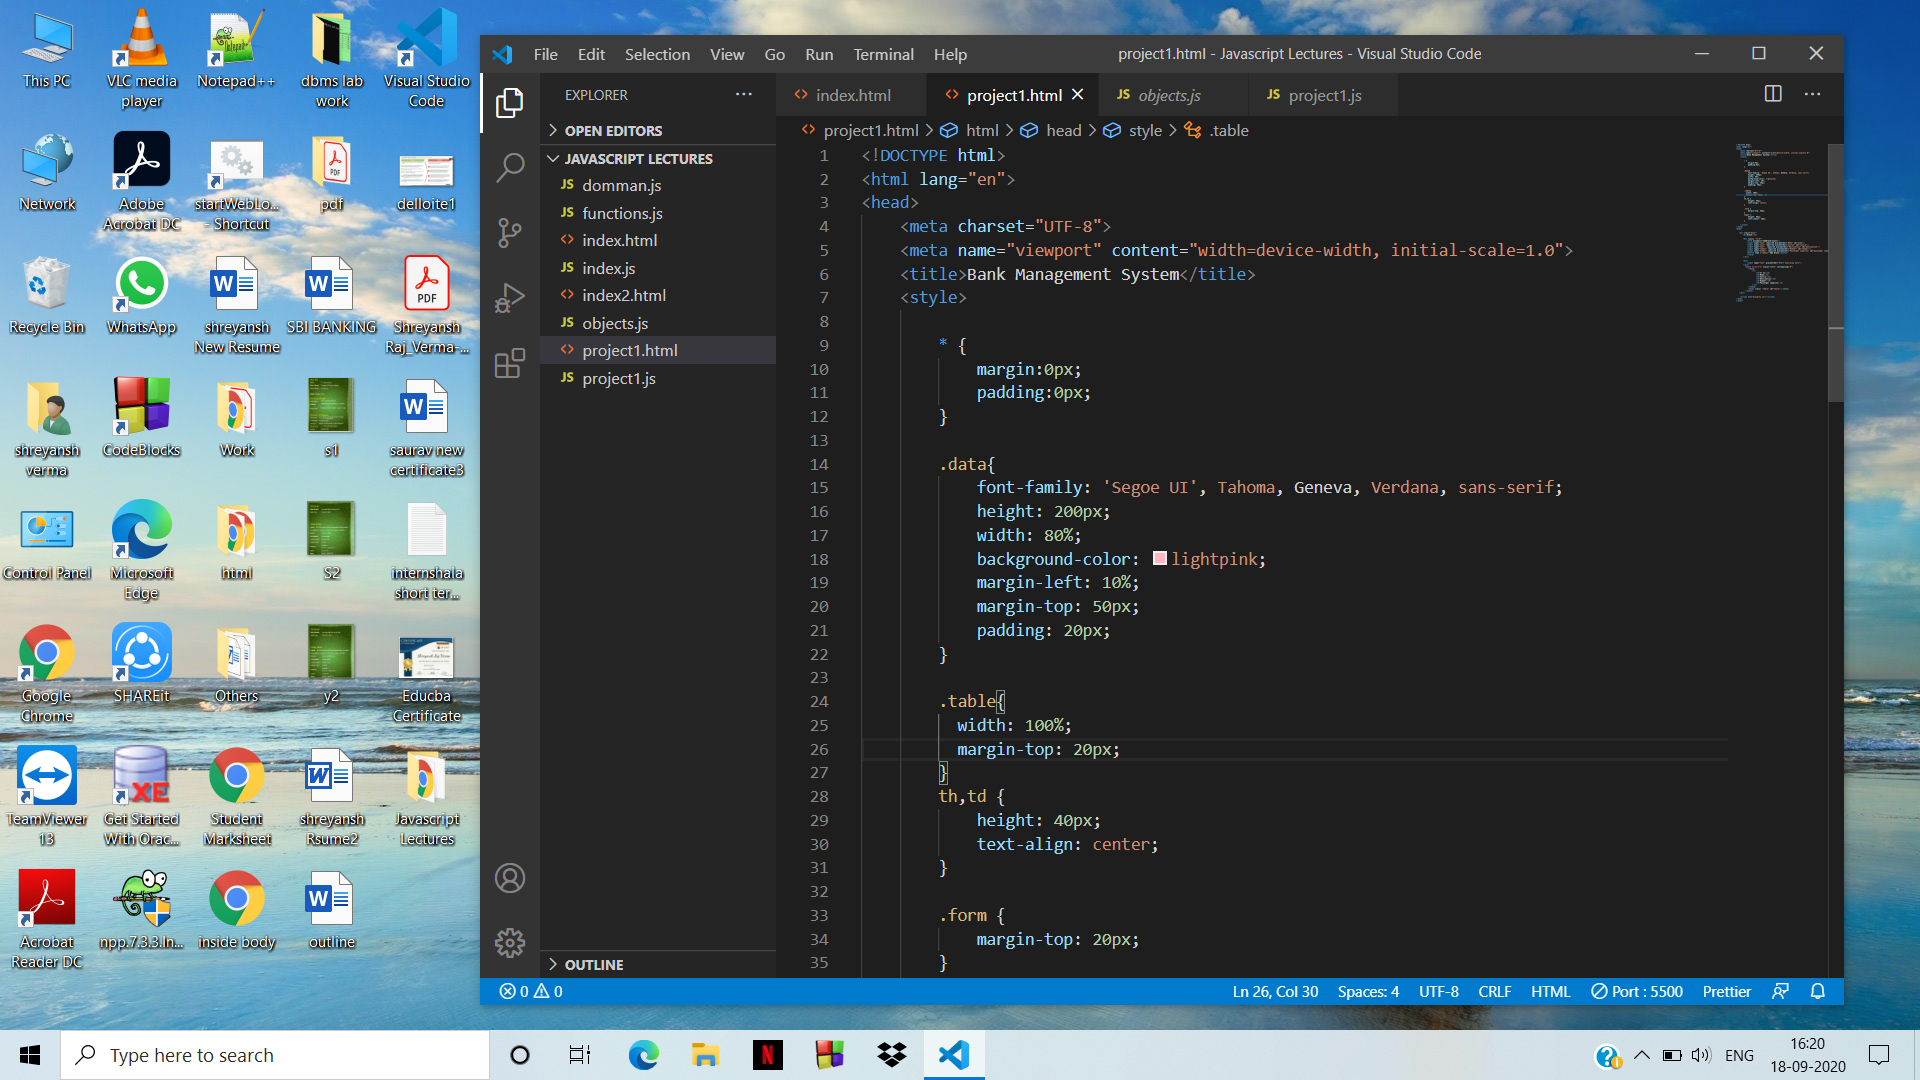 This PC
VLC media
player
Notepad++
dbms lab
work
Visual Studio
Code
Network
Adobe
Acrobat DC
startWebLo...
- Shortcut
pdf
delloite1
Recycle Bin
WhatsApp
shreyansh
New Resume
SBI BANKING
Shreyansh
Raj_Verma-...
shreyansh
verma
CodeBlocks
Work
s1
saurav new
certificate3
Control Panel
Microsoft
Edge
html
S2
internshala
short ter...
Google
Chrome
SHAREit
Others
y2
Educba
Certificate
TeamViewer
13
Get Started
With Orac...
Student
Marksheet
shreyansh
Rsume2
Javascript
Lectures
Acrobat
Reader DC
npp.7.3.3.In...
inside body
outline
File Edit Selection View Go Run Terminal Help
project1.html - Javascript Lectures - Visual Studio Code
EXPLORER
OPEN EDITORS
JAVASCRIPT LECTURES
JS domman.js
JS functions.js
<> index.html
JS index.js
<> index2.html
JS objects.js
<> project1.html
JS project1.js
OUTLINE
<> index.html
<> project1.html
JS objects.js
JS project1.js
<> project1.html > html > head > style > .table
1 <!DOCTYPE html>
2 <html lang="en">
3 <head>
4 <meta charset="UTF-8">
5 <meta name="viewport" content="width=device-width, initial-scale=1.0">
6 <title>Bank Management System</title>
7 <style>
8
9 * {
10 margin:0px;
11 padding:0px;
12 }
13
14 .data{
15 font-family: 'Segoe UI', Tahoma, Geneva, Verdana, sans-serif;
16 height: 200px;
17 width: 80%;
18 background-color: lightpink;
19 margin-left: 10%;
20 margin-top: 50px;
21 padding: 20px;
22 }
23
24 .table{
25 width: 100%;
26 margin-top: 20px;
27 }
28 th,td {
29 height: 40px;
30 text-align: center;
31 }
32
33 .form {
34 margin-top: 20px;
35 }
0 0
Ln 26, Col 30 Spaces: 4 UTF-8 CRLF HTML Port : 5500 Prettier
Type here to search
ENG
16:20
18-09-2020